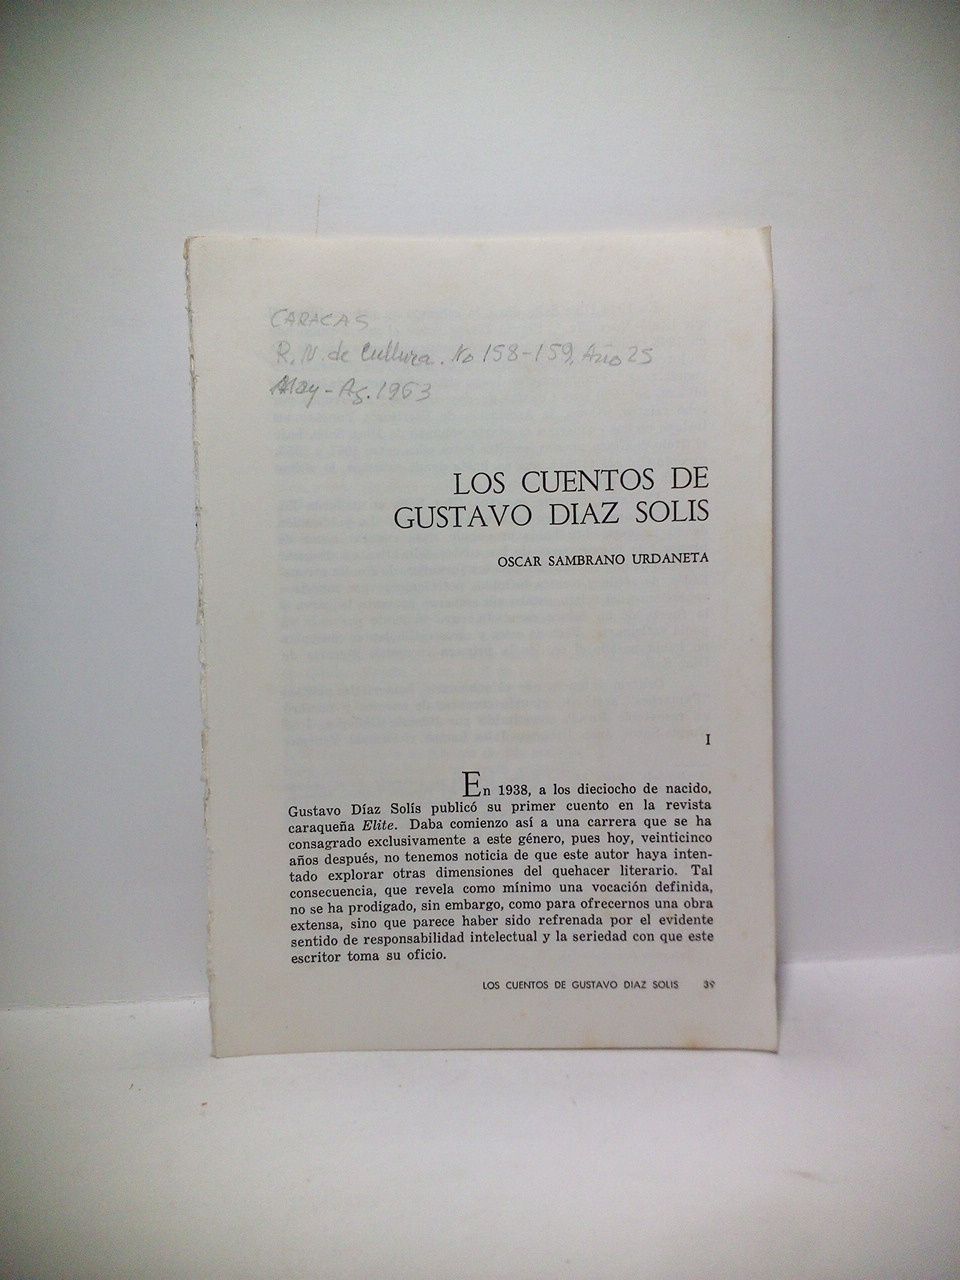 CARACAS
R. N. de Cultura. No 158-159, Año 25
May-Ag. 1963
LOS CUENTOS DE
GUSTAVO DIAZ SOLIS
OSCAR SAMBRANO URDANETA
I
En 1938, a los dieciocho de nacido,
Gustavo Díaz Solís publicó su primer cuento en la revista
caraqueña Elite. Daba comienzo así a una carrera que se ha
consagrado exclusivamente a este género, pues hoy, veinticinco
años después, no tenemos noticia de que este autor haya inten-
tado explorar otras dimensiones del quehacer literario. Tal
consecuencia, que revela como mínimo una vocación definida,
no se ha prodigado, sin embargo, como para ofrecernos una obra
extensa, sino que parece haber sido refrenada por el evidente
sentido de responsabilidad intelectual y la seriedad con que este
escritor toma su oficio.
LOS CUENTOS DE GUSTAVO DIAZ SOLIS 39